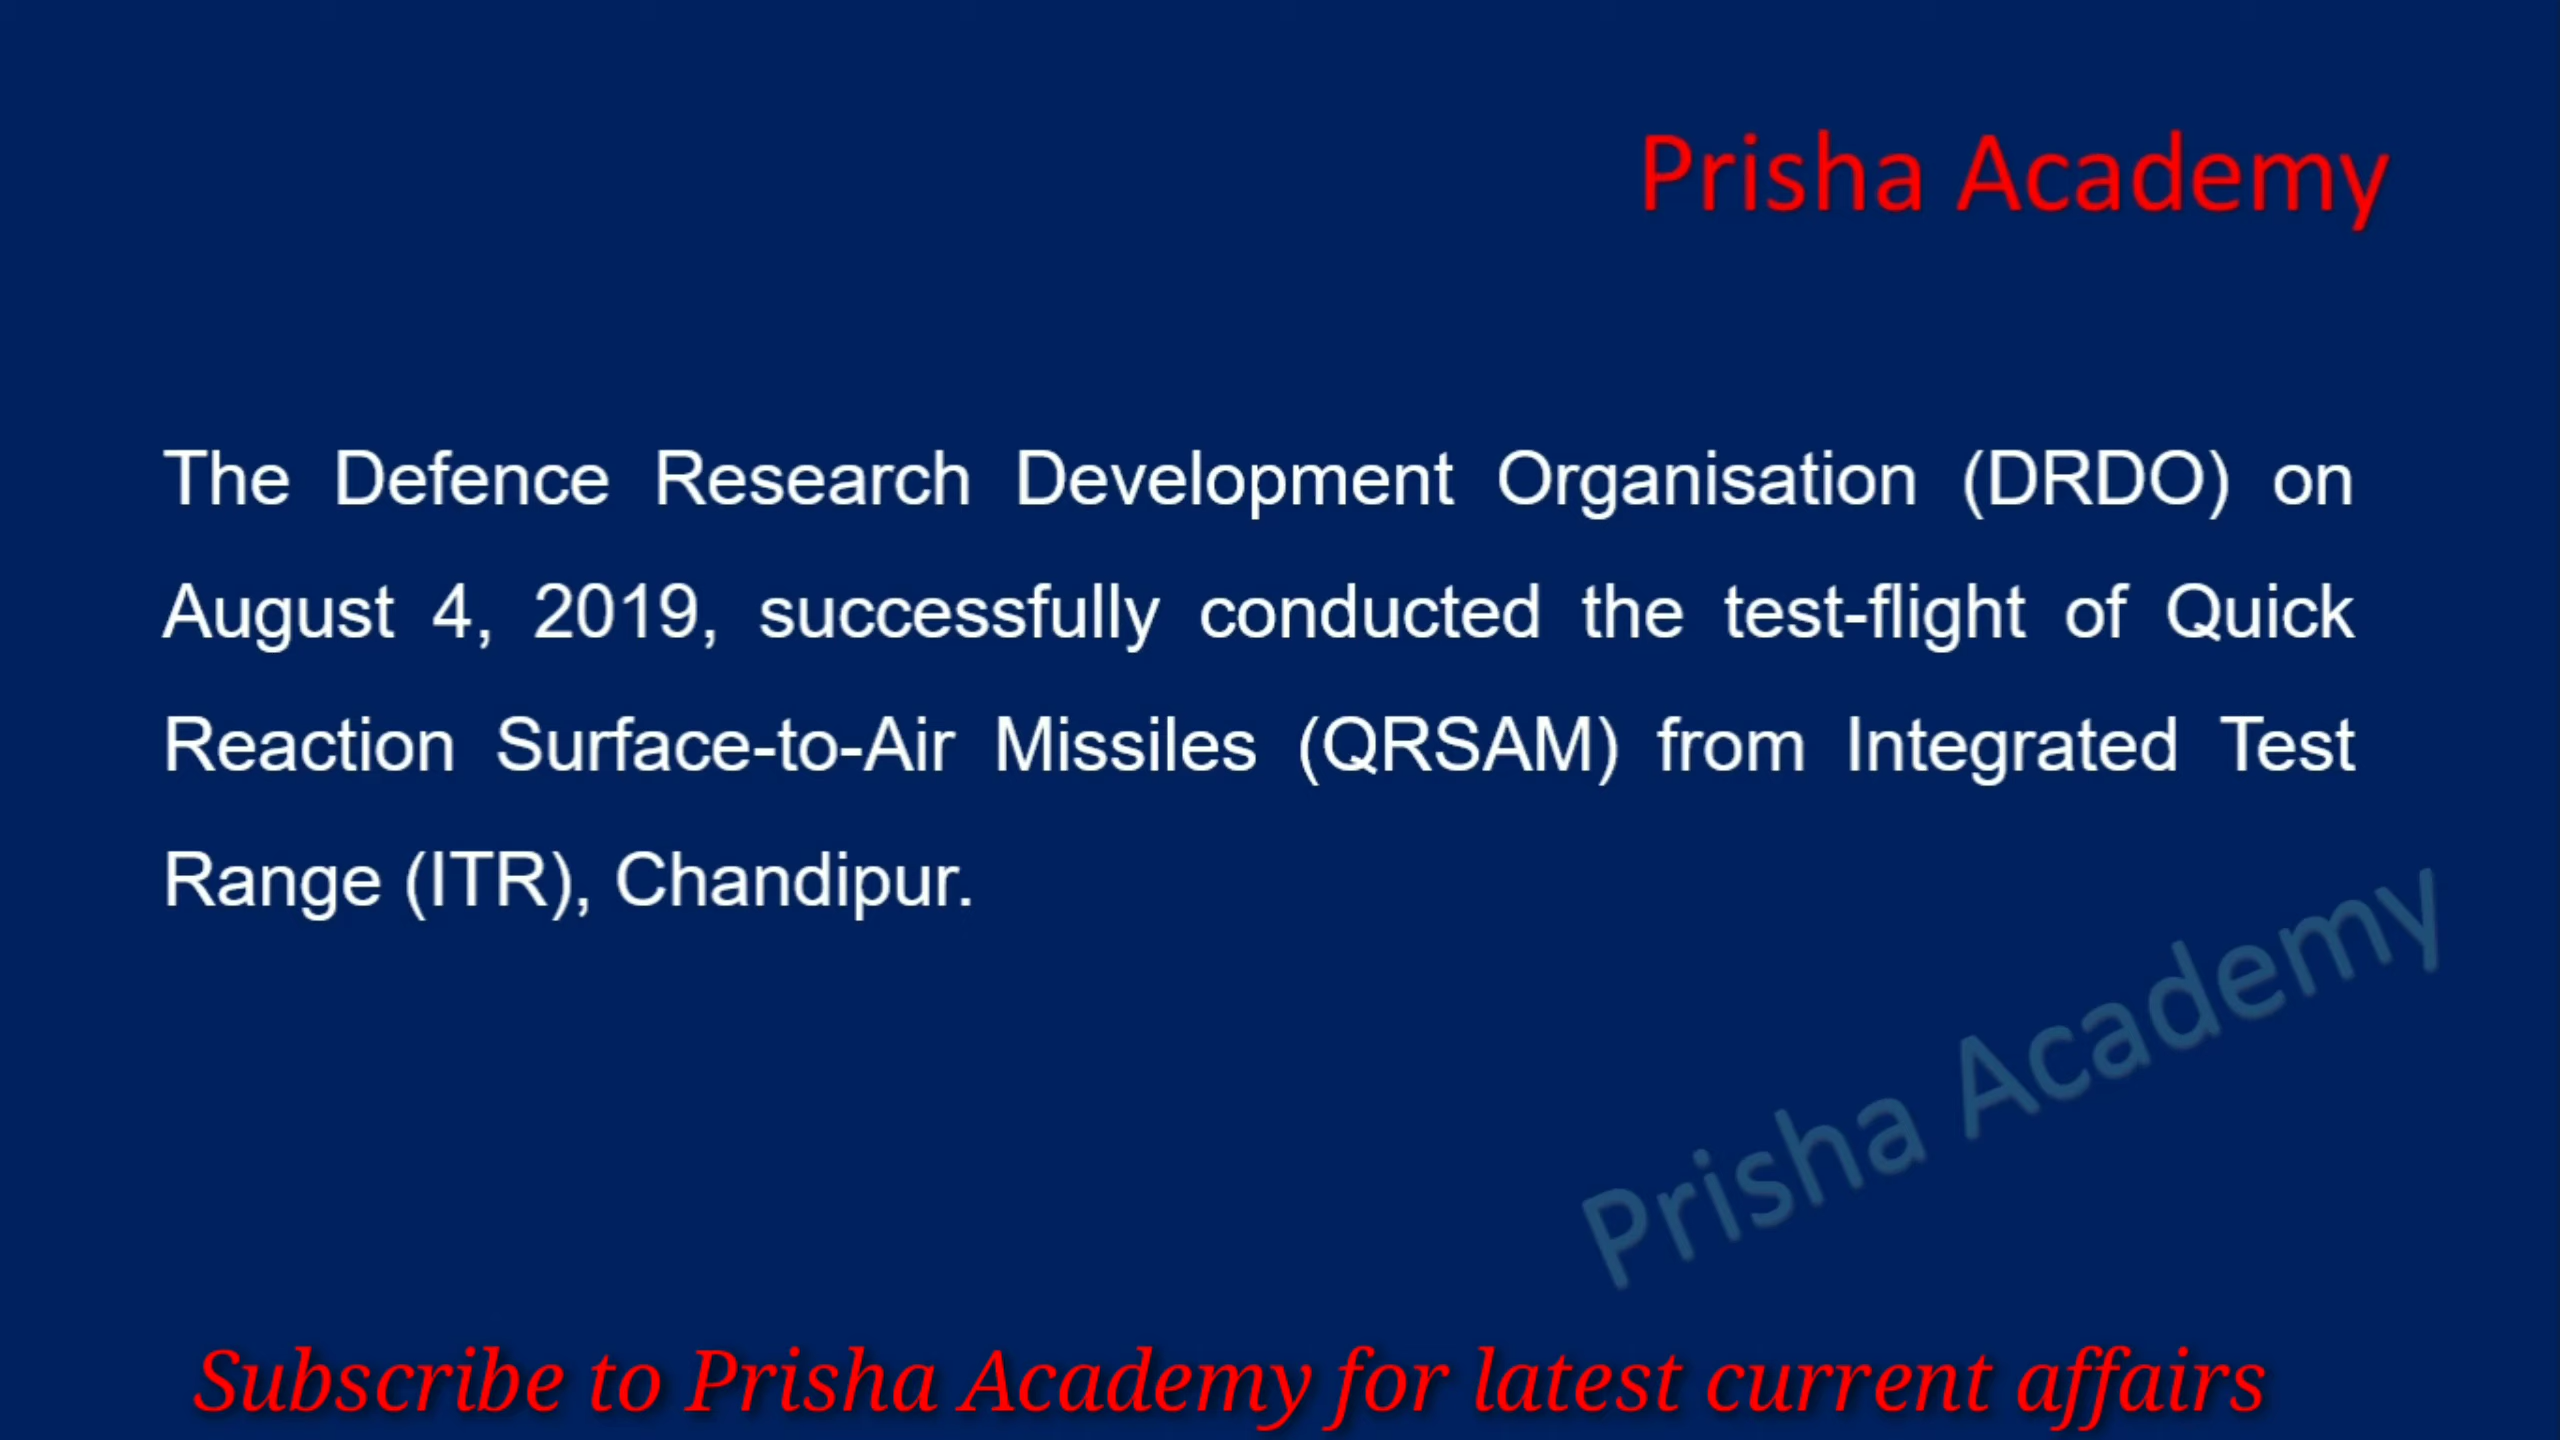 Prisha Academy
The Defence Research Development Organisation (DRDO) on
August 4, 2019, successfully conducted the test-flight of Quick
Reaction Surface-to-Air Missiles (QRSAM) from Integrated Test
Range (ITR), Chandipur.
Prisha Academy
Subscribe to Prisha Academy for latest current affairs